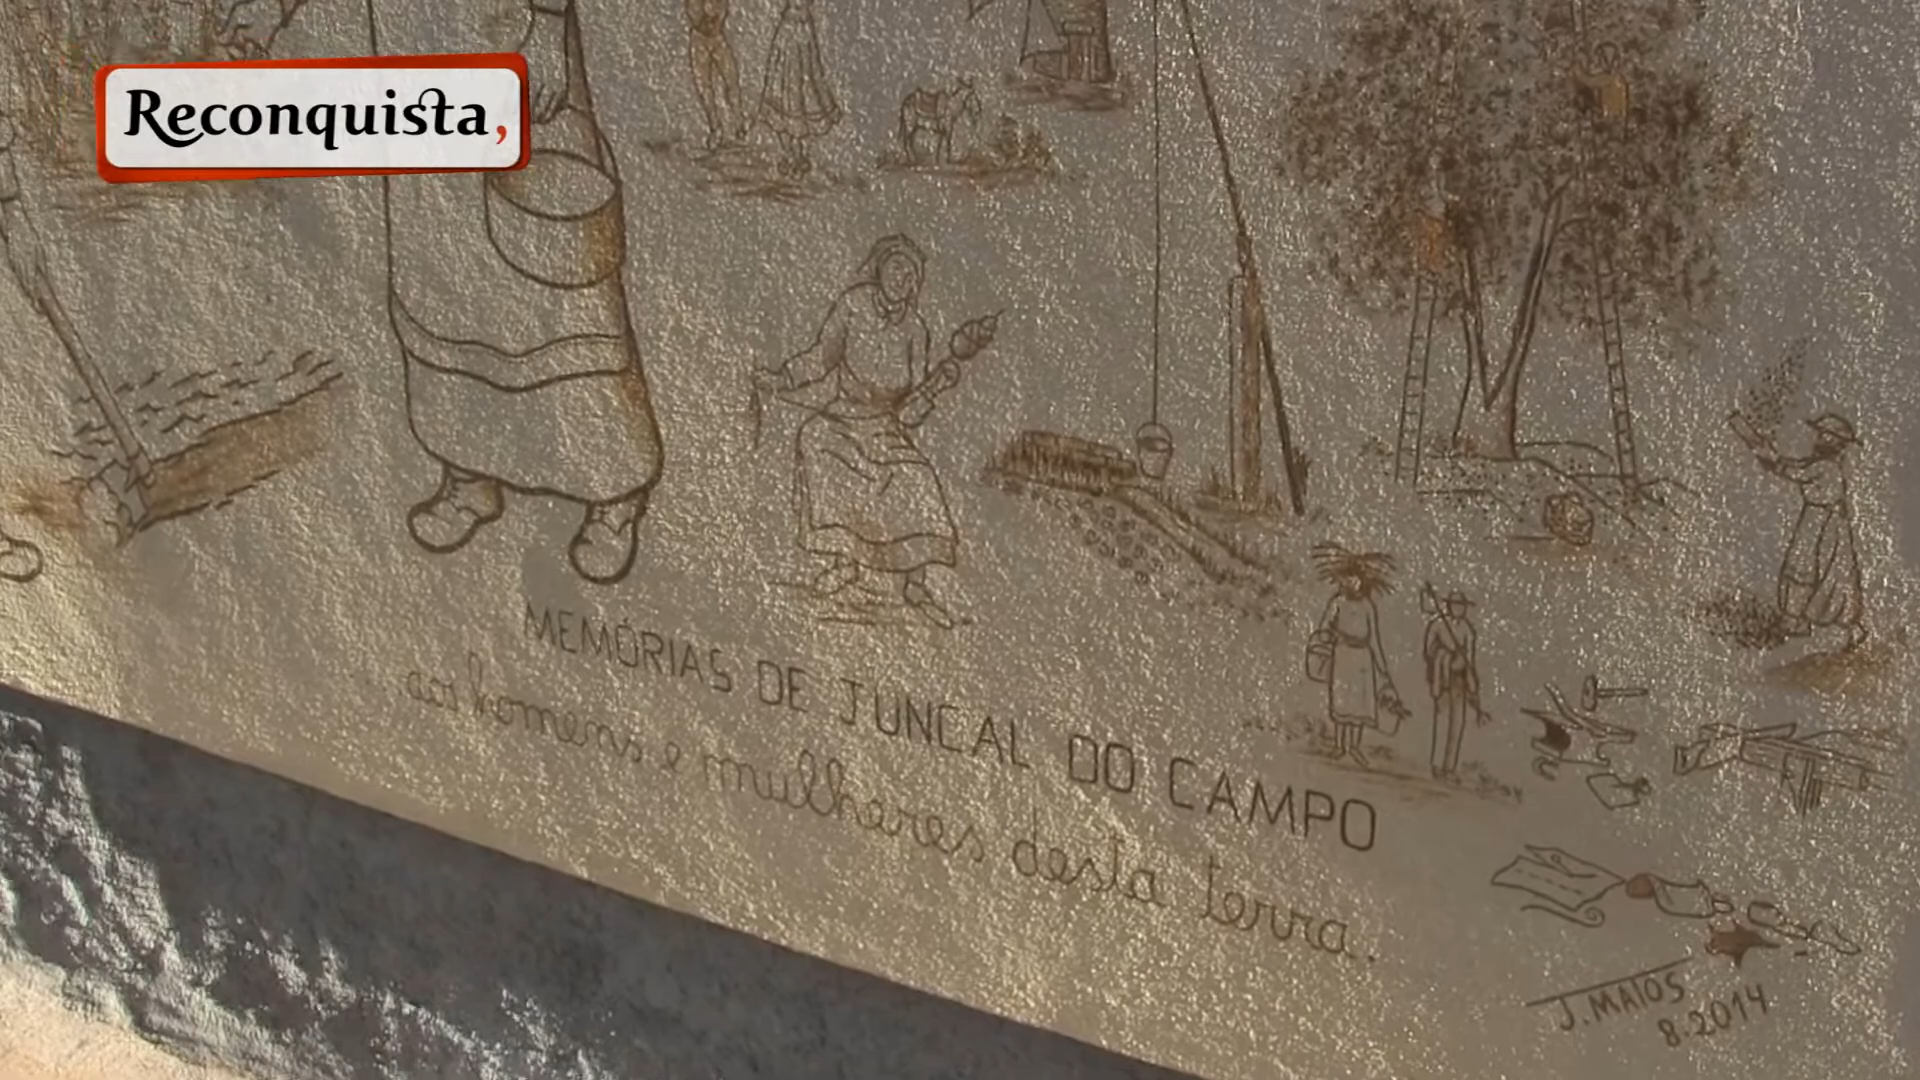 Reconquista,
MEMÓRIAS DE JUNCAL DO CAMPO
aos homens e mulheres desta terra.
J. MATOS
8.2014